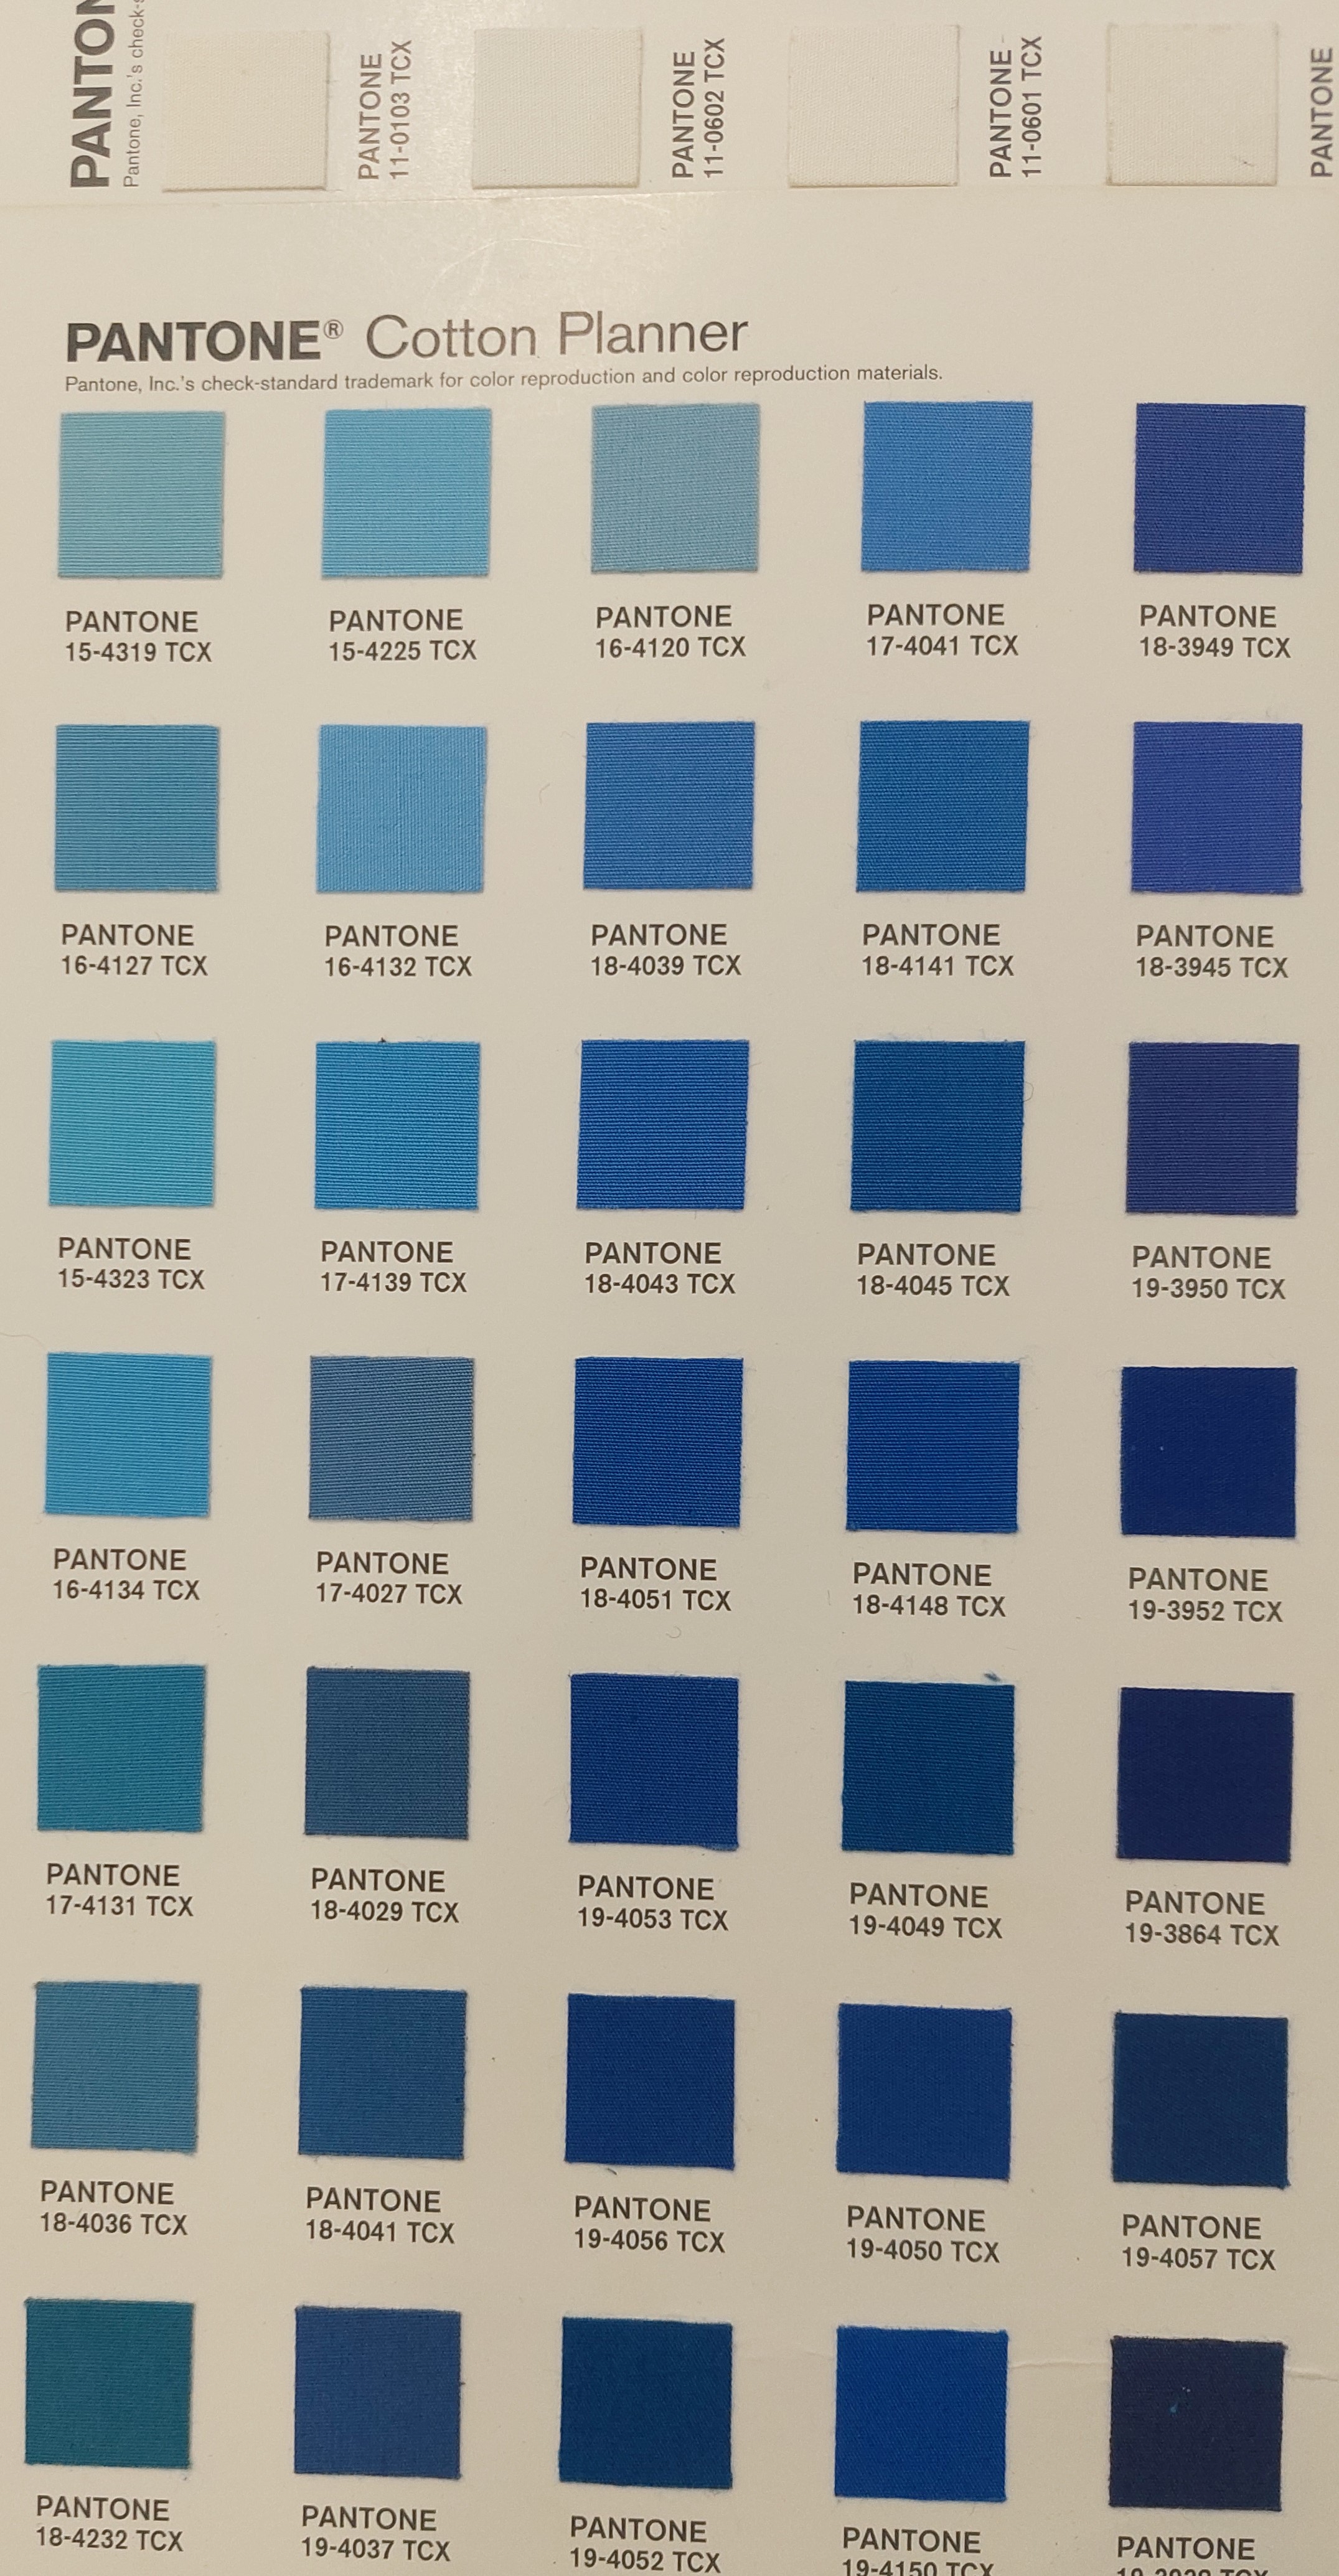 PANTON
Pantone, Inc.'s check-s
PANTONE
11-0103 TCX
PANTONE
11-0602 TCX
PANTONE
11-0601 TCX
PANTONE
PANTONE® Cotton Planner
Pantone, Inc.'s check-standard trademark for color reproduction and color reproduction materials.
PANTONE
15-4319 TCX
PANTONE
15-4225 TCX
PANTONE
16-4120 TCX
PANTONE
17-4041 TCX
PANTONE
18-3949 TCX
PANTONE
16-4127 TCX
PANTONE
16-4132 TCX
PANTONE
18-4039 TCX
PANTONE
18-4141 TCX
PANTONE
18-3945 TCX
PANTONE
15-4323 TCX
PANTONE
17-4139 TCX
PANTONE
18-4043 TCX
PANTONE
18-4045 TCX
PANTONE
19-3950 TCX
PANTONE
16-4134 TCX
PANTONE
17-4027 TCX
PANTONE
18-4051 TCX
PANTONE
18-4148 TCX
PANTONE
19-3952 TCX
PANTONE
17-4131 TCX
PANTONE
18-4029 TCX
PANTONE
19-4053 TCX
PANTONE
19-4049 TCX
PANTONE
19-3864 TCX
PANTONE
18-4036 TCX
PANTONE
18-4041 TCX
PANTONE
19-4056 TCX
PANTONE
19-4050 TCX
PANTONE
19-4057 TCX
PANTONE
18-4232 TCX
PANTONE
19-4037 TCX
PANTONE
19-4052 TCX
PANTONE
19-4150 TCX
PANTONE